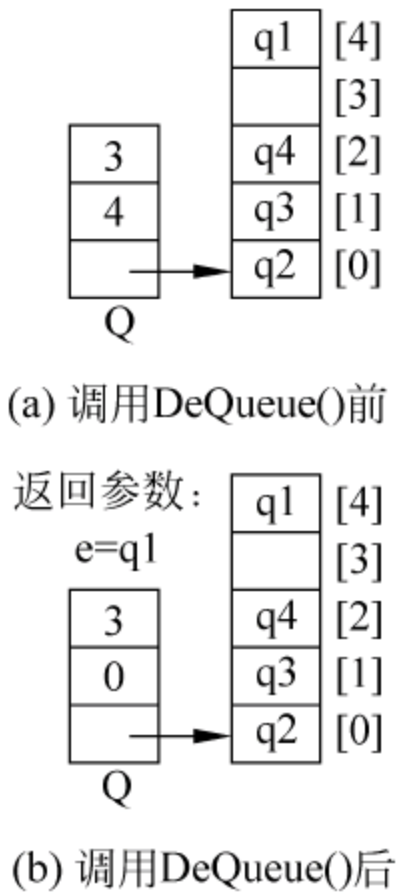 q1 [4]
[3]
3 q4 [2]
4 q3 [1]
q2 [0]
Q
(a) 调用DeQueue()前
返回参数：
e=q1
q1 [4]
[3]
3 q4 [2]
0 q3 [1]
q2 [0]
Q
(b) 调用DeQueue()后